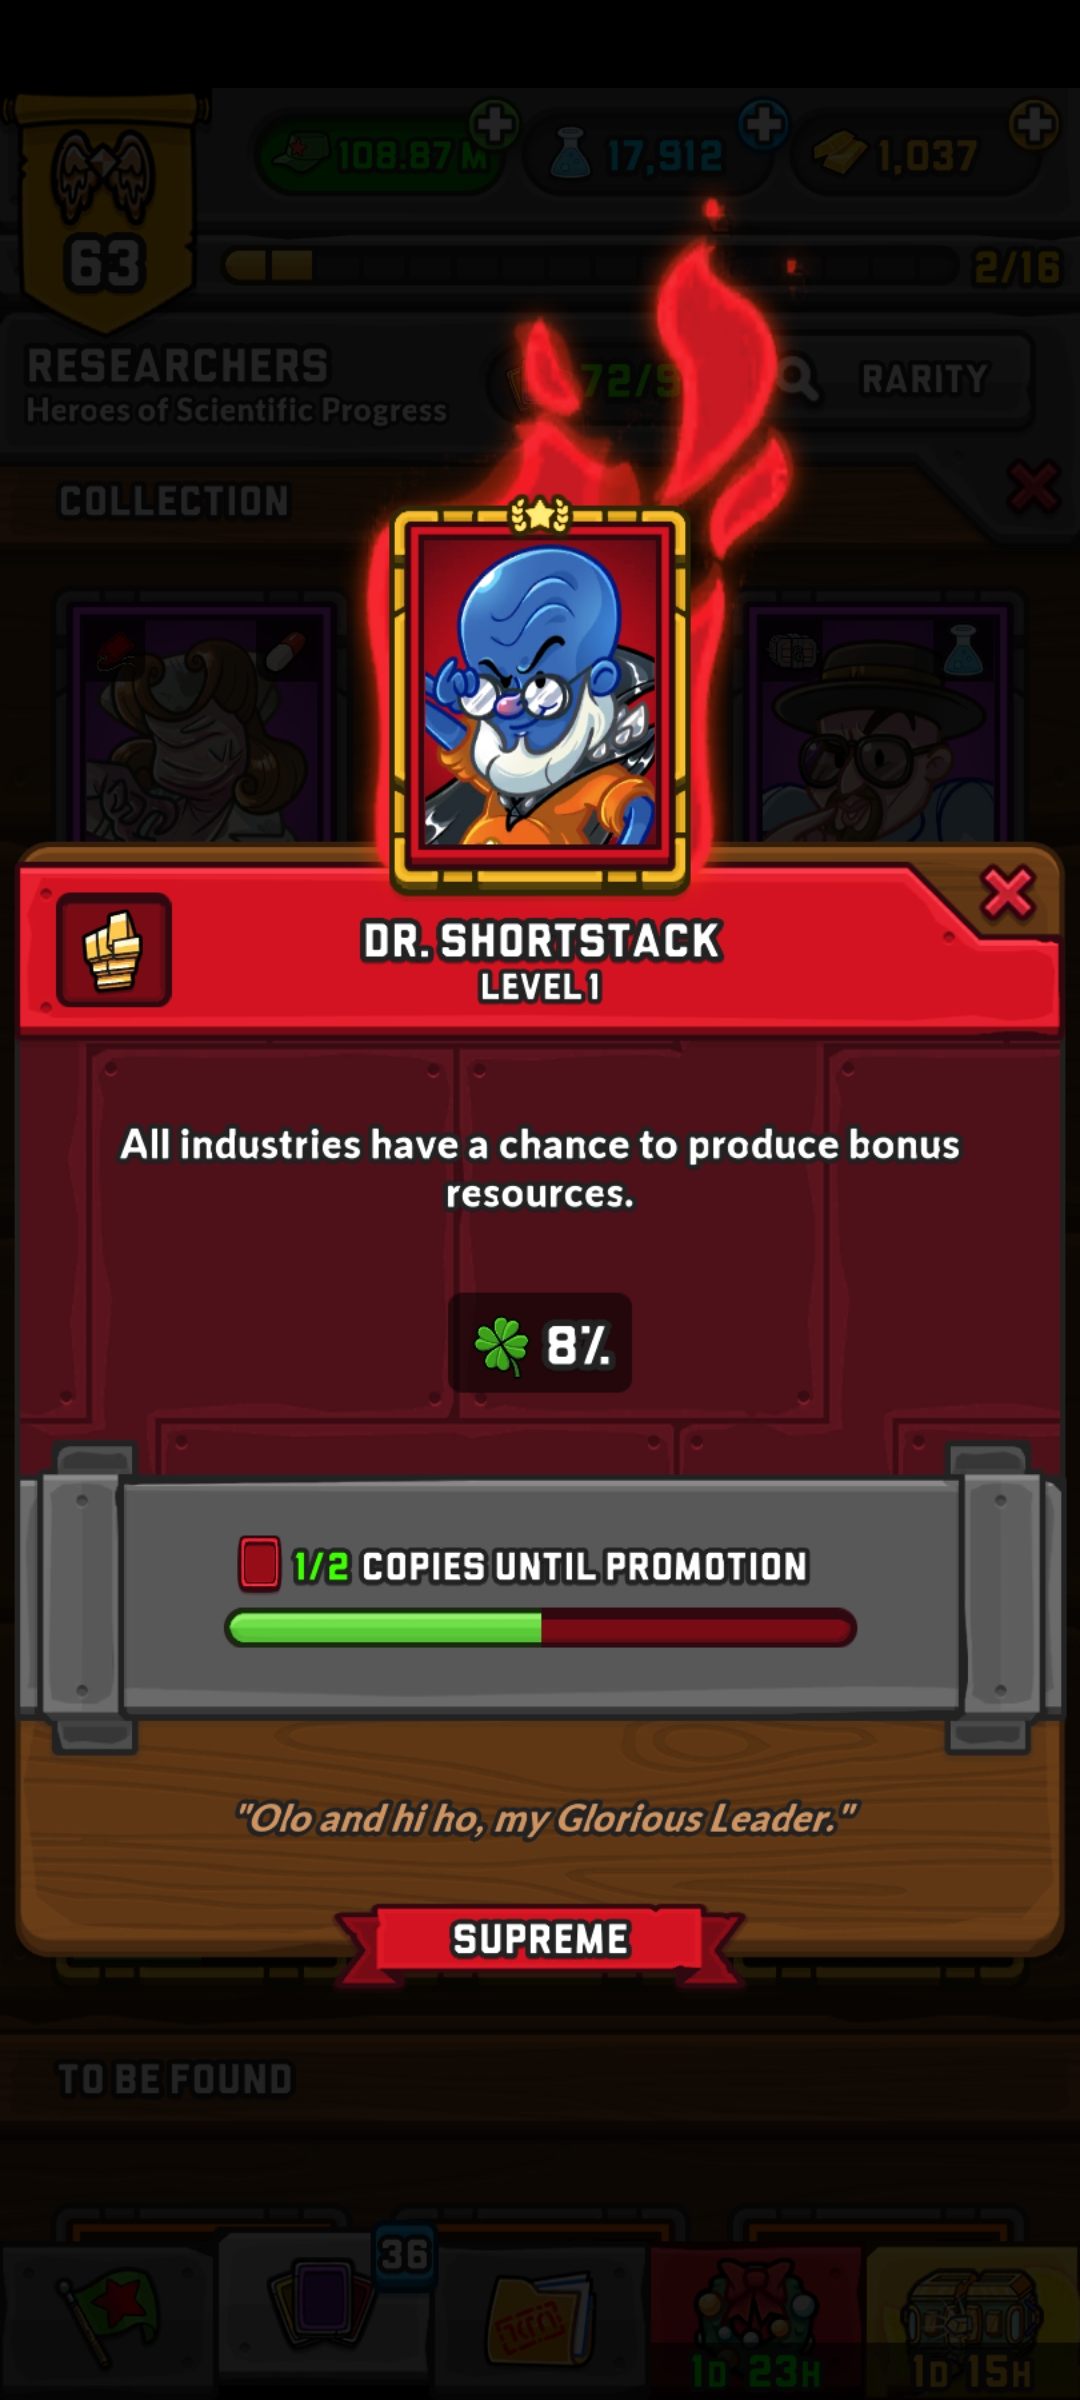 108.87M
17,912
1,037
63
2/16
RESEARCHERS
Heroes of Scientific Progress
RARITY
COLLECTION
DR. SHORTSTACK
LEVEL 1
All industries have a chance to produce bonus
resources.
8%
1/2 COPIES UNTIL PROMOTION
"Olo and hi ho, my Glorious Leader."
SUPREME
TO BE FOUND
36
1D 23H
1D 15H